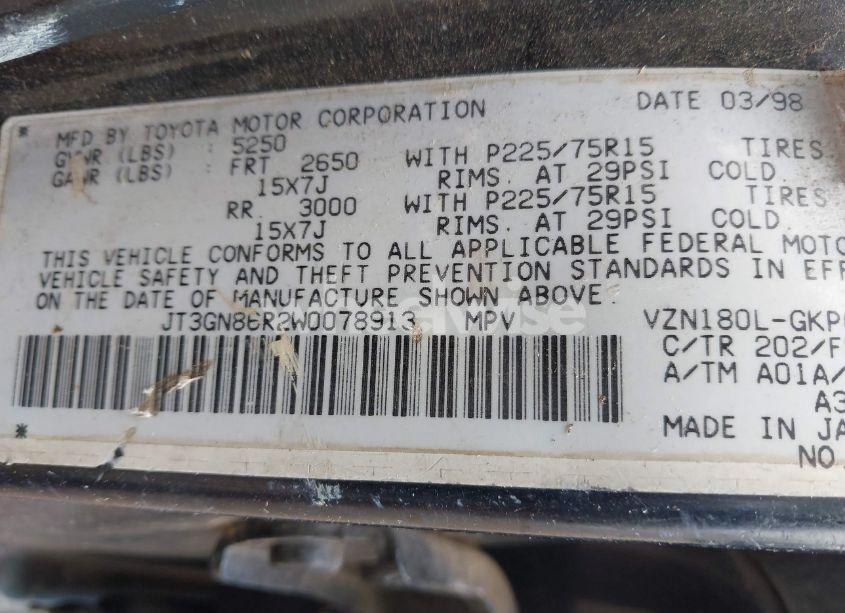 * MFD BY TOYOTA MOTOR CORPORATION DATE 03/98
GVWR (LBS) : 5250
GAWR (LBS) : FRT 2650 WITH P225/75R15 TIRES
15X7J RIMS. AT 29PSI COLD.
RR. 3000 WITH P225/75R15 TIRES
15X7J RIMS. AT 29PSI COLD.
THIS VEHICLE CONFORMS TO ALL APPLICABLE FEDERAL MOTO
VEHICLE SAFETY AND THEFT PREVENTION STANDARDS IN EFF
ON THE DATE OF MANUFACTURE SHOWN ABOVE.
JT3GN86R2W0078913 MPV VZN180L-GKP
C/TR 202/F
A/TM A01A/
A3
* MADE IN JA
NO